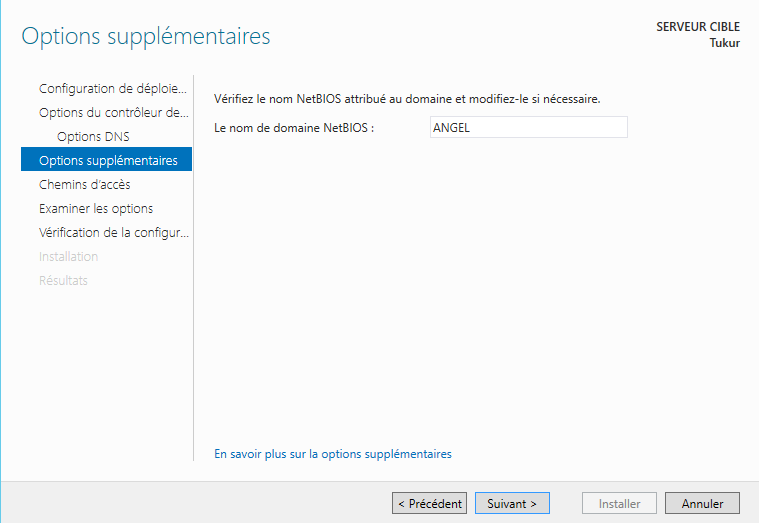 Options supplémentaires
SERVEUR CIBLE
Tukur
Configuration de déploie...
Options du contrôleur de...
Options DNS
Options supplémentaires
Chemins d'accès
Examiner les options
Vérification de la configur...
Installation
Résultats
Vérifiez le nom NetBIOS attribué au domaine et modifiez-le si nécessaire.
Le nom de domaine NetBIOS : ANGEL
En savoir plus sur la options supplémentaires
< Précédent Suivant > Installer Annuler